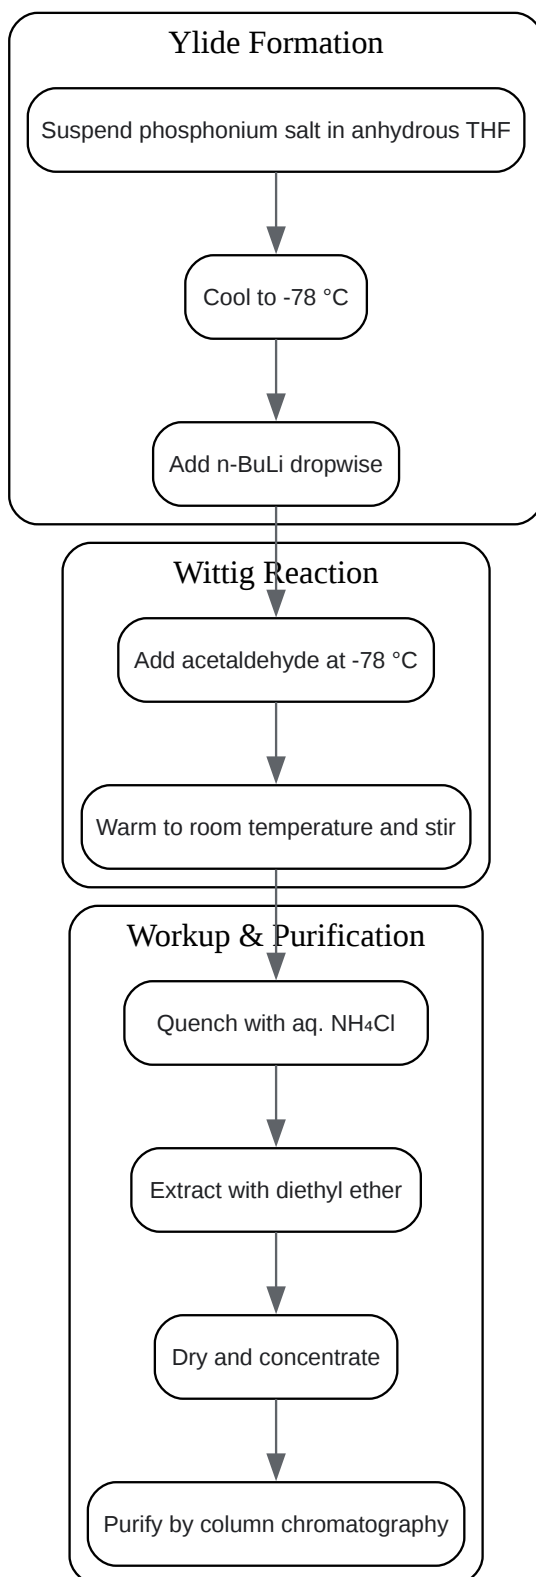 Ylide Formation
Suspend phosphonium salt in anhydrous THF
Cool to -78 °C
Add n-BuLi dropwise
Wittig Reaction
Add acetaldehyde at -78 °C
Warm to room temperature and stir
Workup & Purification
Quench with aq. NH₄Cl
Extract with diethyl ether
Dry and concentrate
Purify by column chromatography